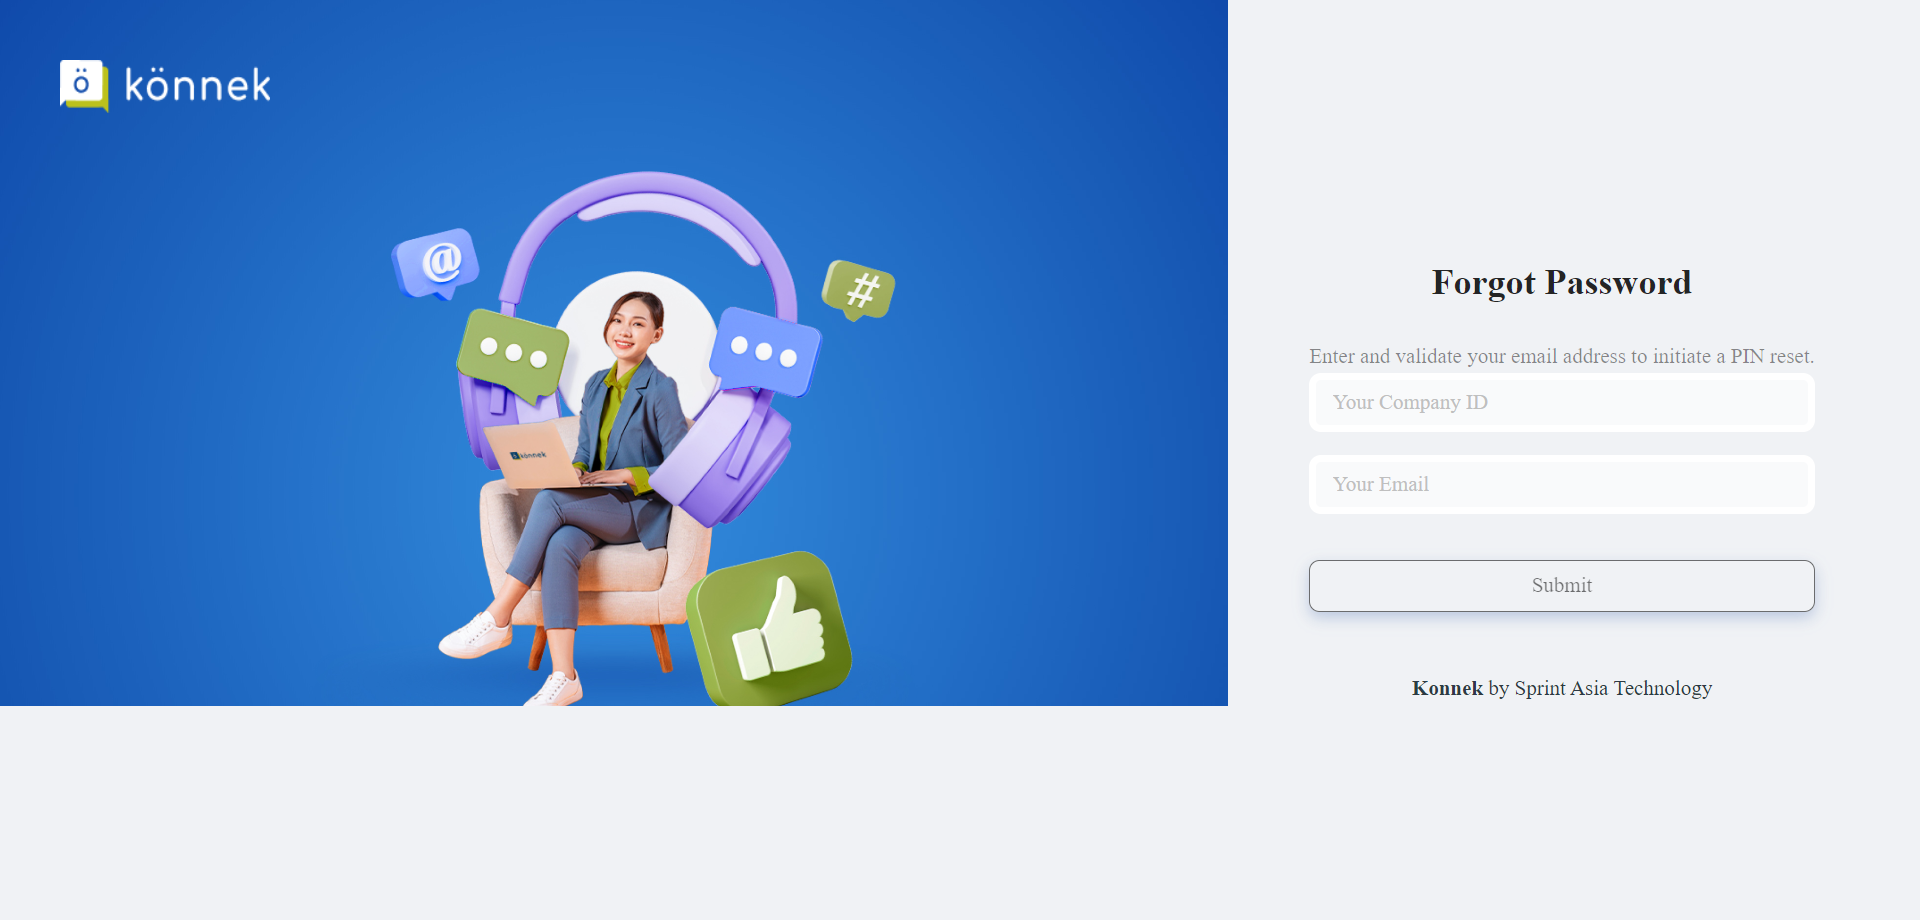 ö könnek
@
#
ö könnek
Forgot Password
Enter and validate your email address to initiate a PIN reset.
Your Company ID
Your Email
Submit
Konnek by Sprint Asia Technology